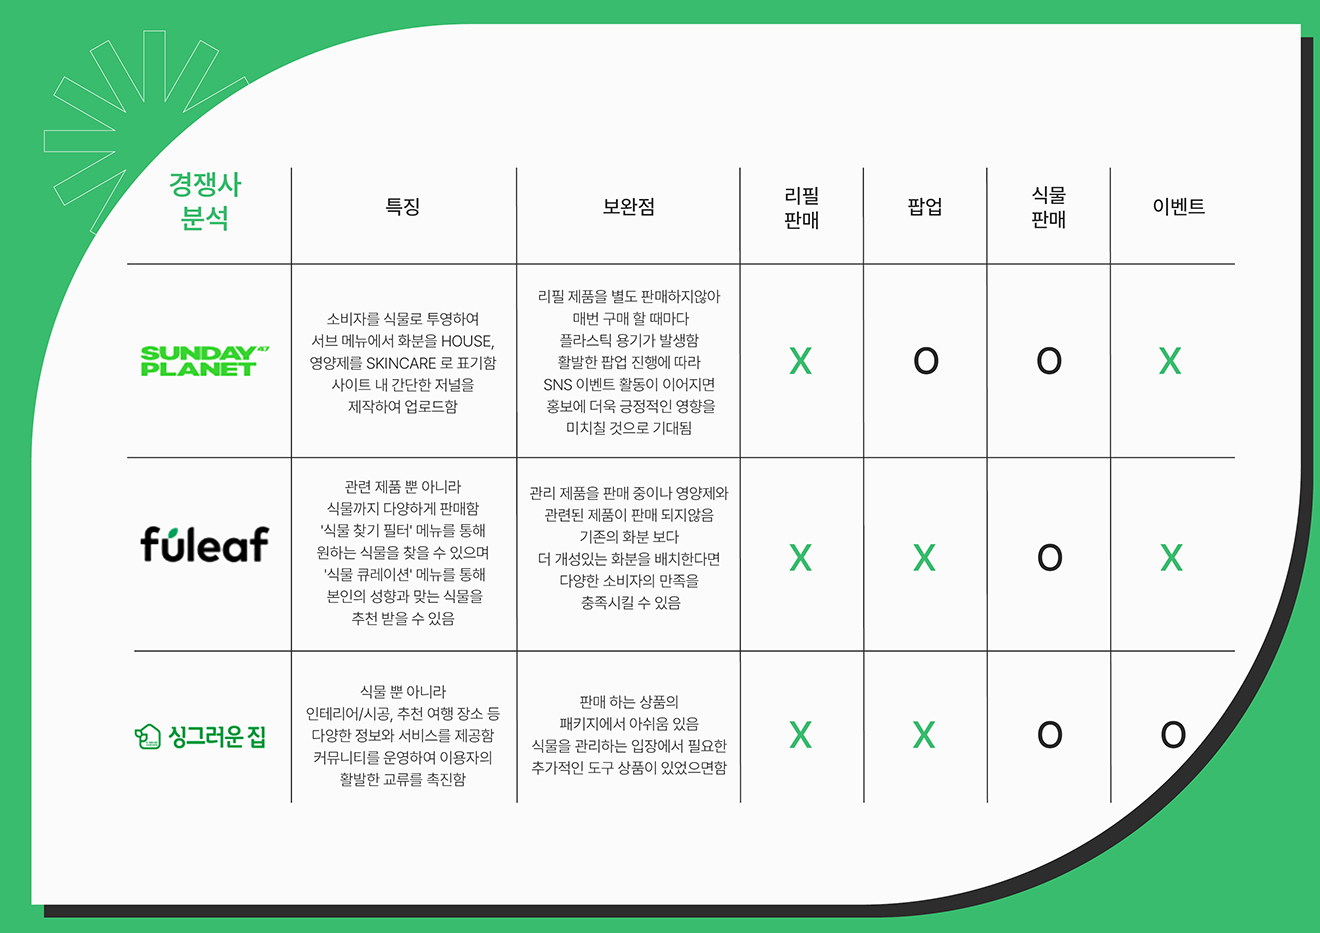 경쟁사
분석
특징
보완점
리필
판매
팝업
식물
판매
이벤트
SUNDAY47
PLANET
소비자를 식물로 투영하여
서브 메뉴에서 화분을 HOUSE,
영양제를 SKINCARE 로 표기함
사이트 내 간단한 저널을
제작하여 업로드함
리필 제품을 별도 판매하지않아
매번 구매 할 때마다
플라스틱 용기가 발생함
활발한 팝업 진행에 따라
SNS 이벤트 활동이 이어지면
홍보에 더욱 긍정적인 영향을
미치칠 것으로 기대됨
X
O
O
X
fuleaf
관련 제품 뿐 아니라
식물까지 다양하게 판매함
'식물 찾기 필터' 메뉴를 통해
원하는 식물을 찾을 수 있으며
'식물 큐레이션' 메뉴를 통해
본인의 성향과 맞는 식물을
추천 받을 수 있음
관리 제품을 판매 중이나 영양제와
관련된 제품이 판매 되지않음
기존의 화분 보다
더 개성있는 화분을 배치한다면
다양한 소비자의 만족을
충족시킬 수 있음
X
X
O
X
싱그러운 집
식물 뿐 아니라
인테리어/시공, 추천 여행 장소 등
다양한 정보와 서비스를 제공함
커뮤니티를 운영하여 이용자의
활발한 교류를 촉진함
판매 하는 상품의
패키지에서 아쉬움 있음
식물을 관리하는 입장에서 필요한
추가적인 도구 상품이 있었으면함
X
X
O
O